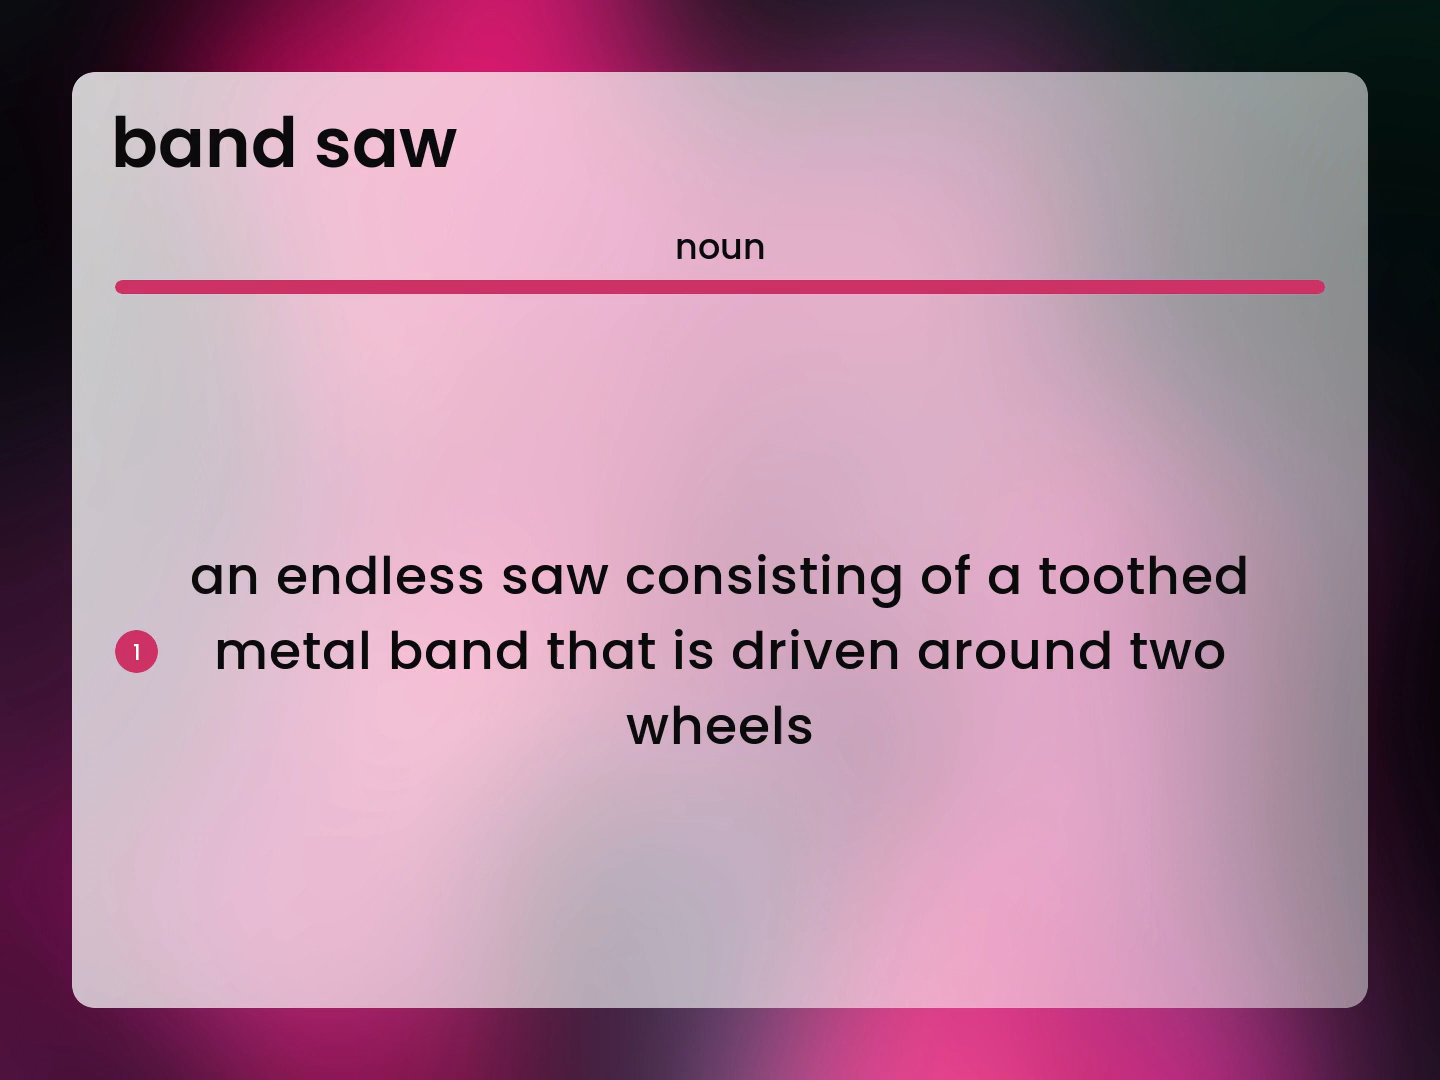 band saw
noun
an endless saw consisting of a toothed
1 metal band that is driven around two
wheels